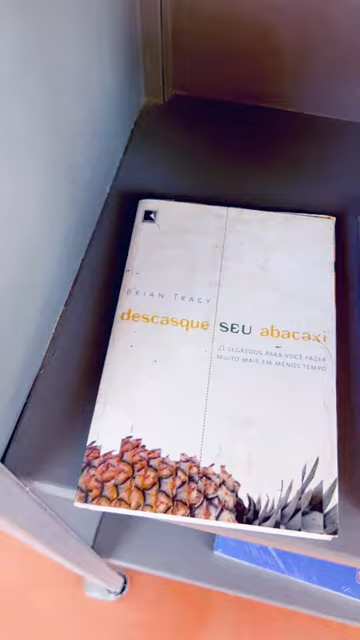 BRIAN TRACY
descasque SEU abacaxi
21 SEGREDOS PARA VOCÊ FAZER
MUITO MAIS EM MENOS TEMPO